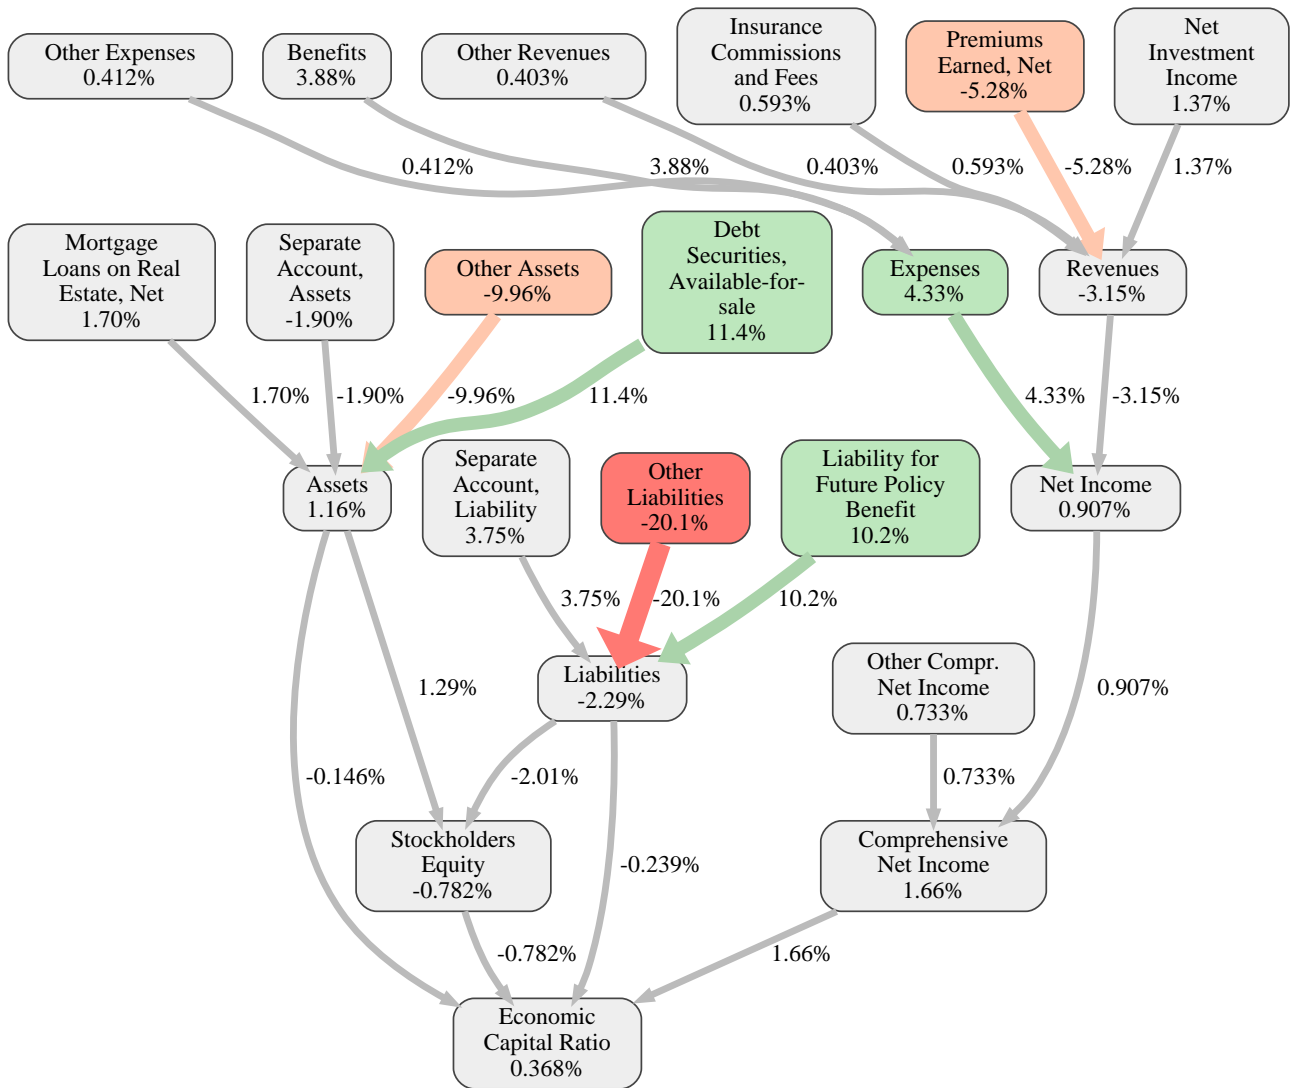 Other Expenses
0.412%
Benefits
3.88%
Other Revenues
0.403%
Insurance
Commissions
and Fees
0.593%
Premiums
Earned, Net
-5.28%
Net
Investment
Income
1.37%
0.412%
3.88%
0.403%
0.593%
-5.28%
1.37%
Mortgage
Loans on Real
Estate, Net
1.70%
Separate
Account,
Assets
-1.90%
Other Assets
-9.96%
Debt
Securities,
Available-for-
sale
11.4%
Expenses
4.33%
Revenues
-3.15%
1.70%
-1.90%
-9.96%
11.4%
4.33%
-3.15%
Assets
1.16%
Separate
Account,
Liability
3.75%
Other
Liabilities
-20.1%
Liability for
Future Policy
Benefit
10.2%
Net Income
0.907%
3.75%
-20.1%
10.2%
1.29%
Liabilities
-2.29%
Other Compr.
Net Income
0.733%
0.907%
-0.146%
-2.01%
0.733%
Stockholders
Equity
-0.782%
-0.239%
Comprehensive
Net Income
1.66%
-0.782%
1.66%
Economic
Capital Ratio
0.368%